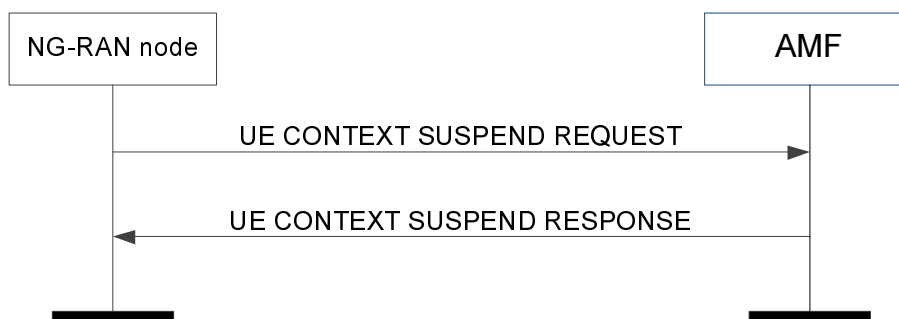 NG-RAN node
AMF
UE CONTEXT SUSPEND REQUEST
UE CONTEXT SUSPEND RESPONSE